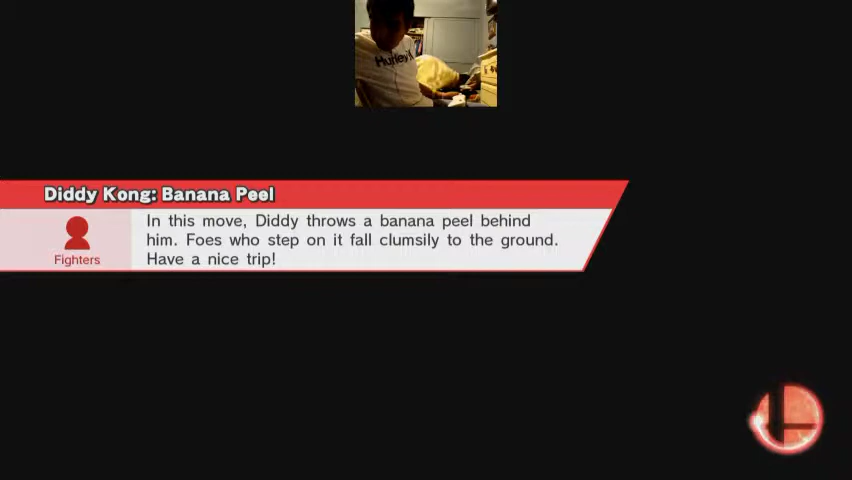 Hurley
Diddy Kong: Banana Peel
In this move, Diddy throws a banana peel behind
him. Foes who step on it fall clumsily to the ground.
Have a nice trip!
Fighters